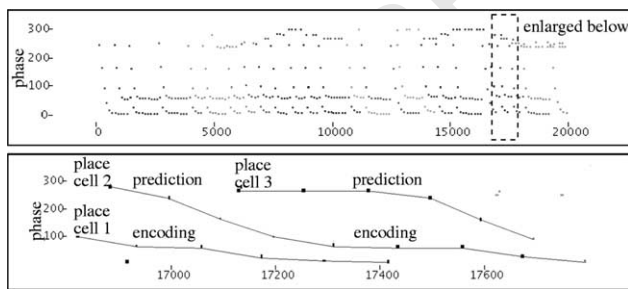 300-
enlarged below
200-
phase
100-
0-
0 5000 10000 15000 20000
place
cell 2 prediction
place
cell 3 prediction
300-
200-
place
cell 1
encoding
encoding
phase
100-
17000 17200 17400 17600